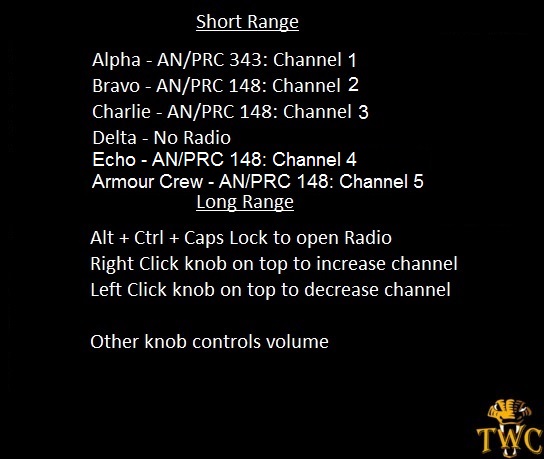 Short Range
Alpha - AN/PRC 343: Channel 1
Bravo - AN/PRC 148: Channel 2
Charlie - AN/PRC 148: Channel 3
Delta - No Radio
Echo - AN/PRC 148: Channel 4
Armour Crew - AN/PRC 148: Channel 5
Long Range
Alt + Ctrl + Caps Lock to open Radio
Right Click knob on top to increase channel
Left Click knob on top to decrease channel
Other knob controls volume
TWC